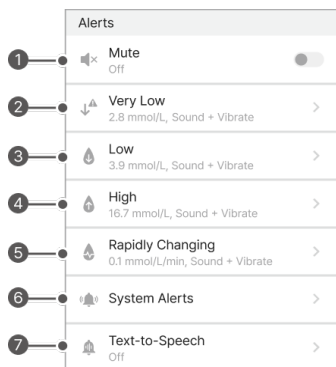 Alerts
1 Mute
Off
2 Very Low
2.8 mmol/L, Sound + Vibrate
3 Low
3.9 mmol/L, Sound + Vibrate
4 High
16.7 mmol/L, Sound + Vibrate
5 Rapidly Changing
0.1 mmol/L/min, Sound + Vibrate
6 System Alerts
7 Text-to-Speech
Off